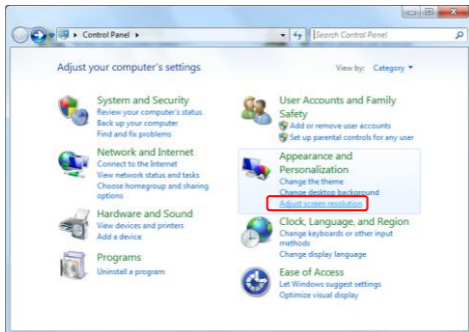 Control Panel
Search Control Panel
Adjust your computer's settings
View by: Category
System and Security
Review your computer's status
Back up your computer
Find and fix problems
Network and Internet
Connect to the Internet
View network status and tasks
Choose homegroup and sharing
options
Hardware and Sound
View devices and printers
Add a device
Programs
Uninstall a program
User Accounts and Family
Safety
Add or remove user accounts
Set up parental controls for any user
Appearance and
Personalization
Change the theme
Change desktop background
Adjust screen resolution
Clock, Language, and Region
Change keyboards or other input
methods
Change display language
Ease of Access
Let Windows suggest settings
Optimize visual display